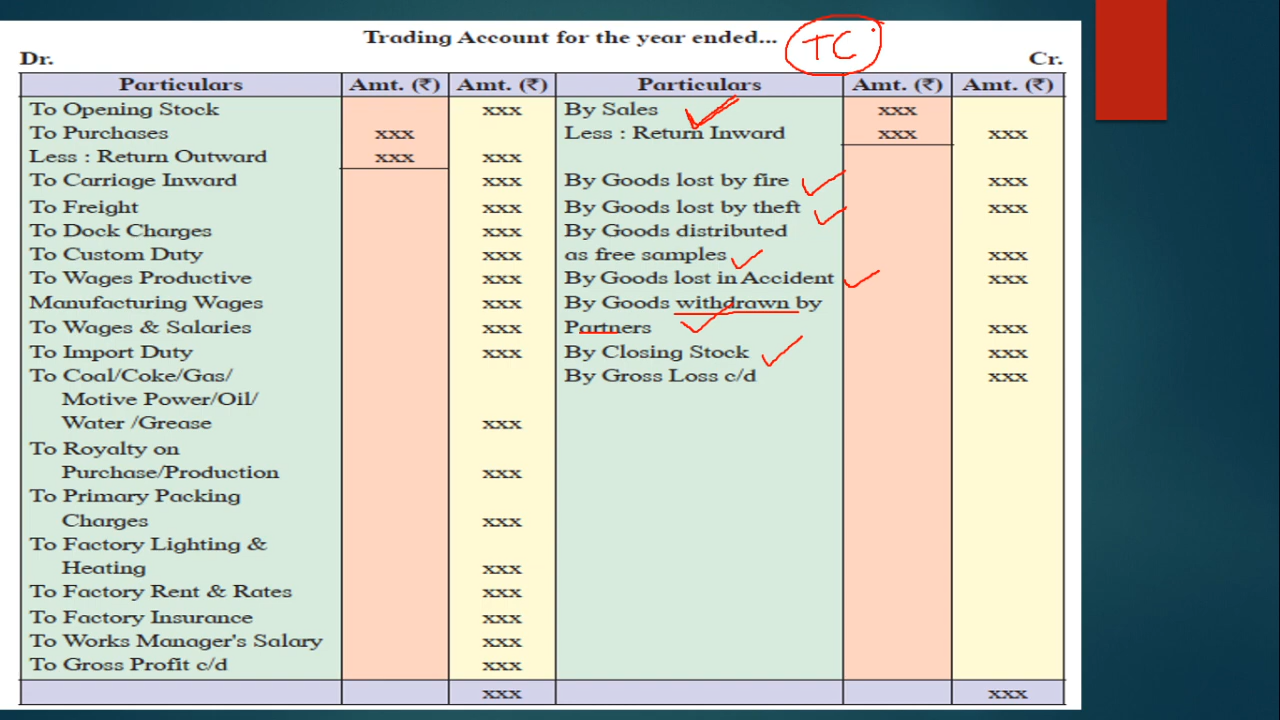 Trading Account for the year ended...
TC
Dr.
Cr.
Particulars Amt. (₹) Amt. (₹) Particulars Amt. (₹) Amt. (₹)
To Opening Stock xxx By Sales xxx
To Purchases xxx Less : Return Inward xxx xxx
Less : Return Outward xxx xxx
To Carriage Inward xxx By Goods lost by fire xxx
To Freight xxx By Goods lost by theft xxx
To Dock Charges xxx By Goods distributed
To Custom Duty xxx as free samples xxx
To Wages Productive xxx By Goods lost in Accident xxx
Manufacturing Wages xxx By Goods withdrawn by
To Wages & Salaries xxx Partners xxx
To Import Duty xxx By Closing Stock xxx
To Coal/Coke/Gas/ By Gross Loss c/d xxx
Motive Power/Oil/
Water /Grease xxx
To Royalty on
Purchase/Production xxx
To Primary Packing
Charges xxx
To Factory Lighting &
Heating xxx
To Factory Rent & Rates xxx
To Factory Insurance xxx
To Works Manager's Salary xxx
To Gross Profit c/d xxx
xxx xxx